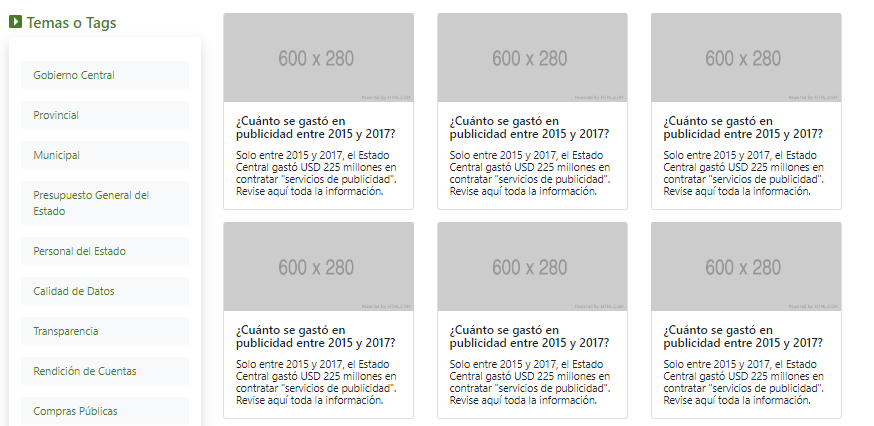 Temas o Tags
Gobierno Central
Provincial
Municipal
Presupuesto General del
Estado
Personal del Estado
Calidad de Datos
Transparencia
Rendición de Cuentas
Compras Públicas
600 x 280
Powered by HTML.COM
¿Cuánto se gastó en
publicidad entre 2015 y 2017?
Solo entre 2015 y 2017, el Estado
Central gastó USD 225 millones en
contratar "servicios de publicidad".
Revise aquí toda la información.
600 x 280
Powered by HTML.COM
¿Cuánto se gastó en
publicidad entre 2015 y 2017?
Solo entre 2015 y 2017, el Estado
Central gastó USD 225 millones en
contratar "servicios de publicidad".
Revise aquí toda la información.
600 x 280
Powered by HTML.COM
¿Cuánto se gastó en
publicidad entre 2015 y 2017?
Solo entre 2015 y 2017, el Estado
Central gastó USD 225 millones en
contratar "servicios de publicidad".
Revise aquí toda la información.
600 x 280
Powered by HTML.COM
¿Cuánto se gastó en
publicidad entre 2015 y 2017?
Solo entre 2015 y 2017, el Estado
Central gastó USD 225 millones en
contratar "servicios de publicidad".
Revise aquí toda la información.
600 x 280
Powered by HTML.COM
¿Cuánto se gastó en
publicidad entre 2015 y 2017?
Solo entre 2015 y 2017, el Estado
Central gastó USD 225 millones en
contratar "servicios de publicidad".
Revise aquí toda la información.
600 x 280
Powered by HTML.COM
¿Cuánto se gastó en
publicidad entre 2015 y 2017?
Solo entre 2015 y 2017, el Estado
Central gastó USD 225 millones en
contratar "servicios de publicidad".
Revise aquí toda la información.